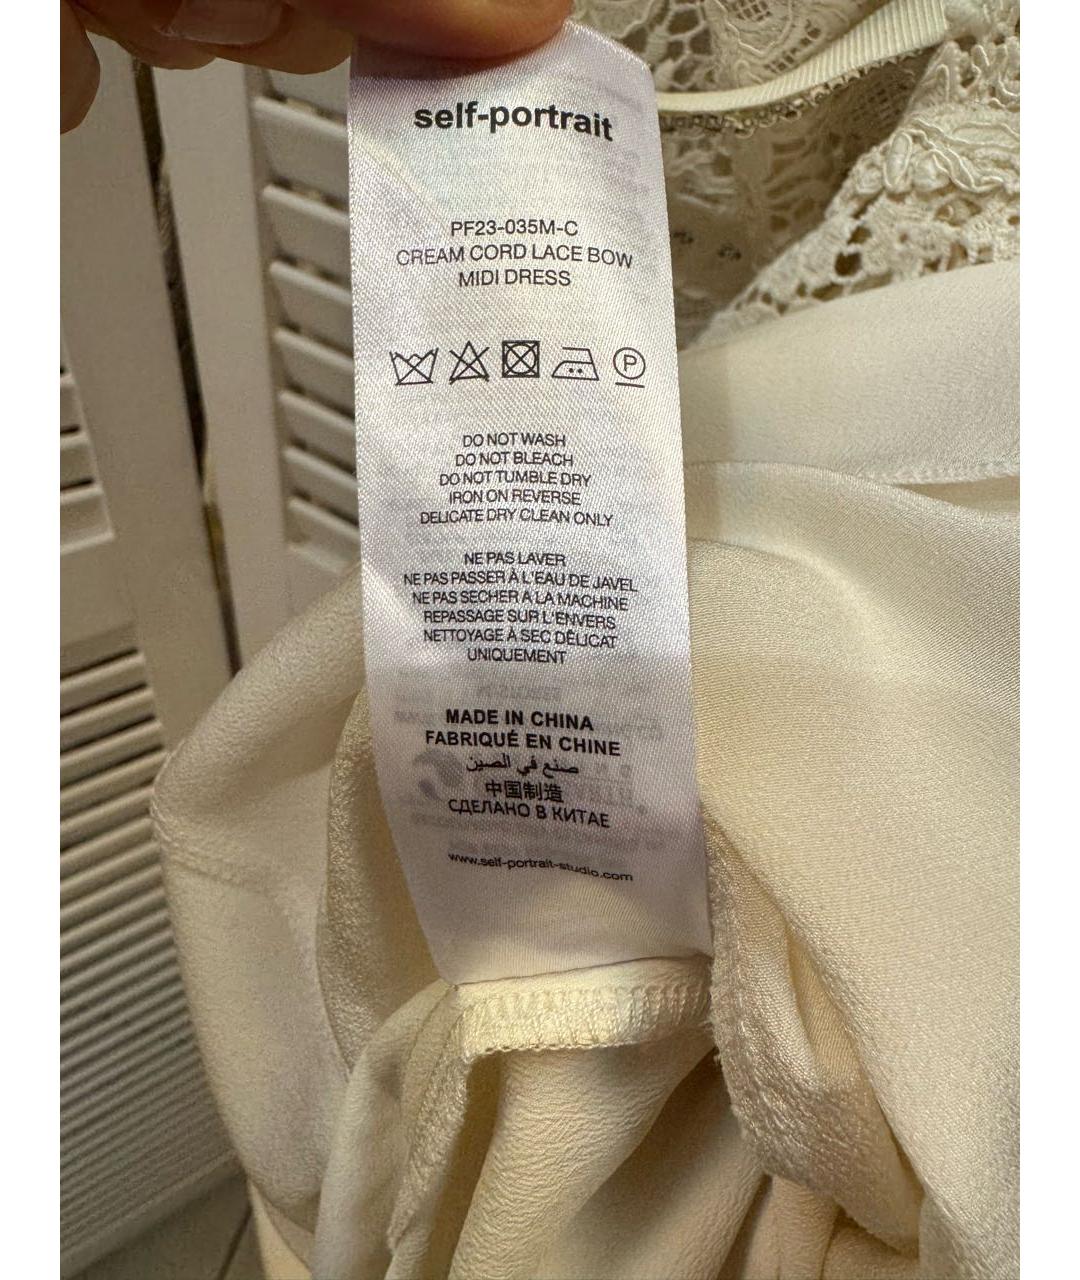 self-portrait
PF23-035M-C
CREAM CORD LACE BOW
MIDI DRESS
P
DO NOT WASH
DO NOT BLEACH
DO NOT TUMBLE DRY
IRON ON REVERSE
DELICATE DRY CLEAN ONLY
NE PAS LAVER
NE PAS PASSER À L'EAU DE JAVEL
NE PAS SECHER A LA MACHINE
REPASSAGE SUR L'ENVERS
NETTOYAGE À SEC DÉLICAT
UNIQUEMENT
MADE IN CHINA
FABRIQUÉ EN CHINE
صنع في الصين
中国制造
СДЕЛАНО В КИТАЕ
www.self-portrait-studio.com